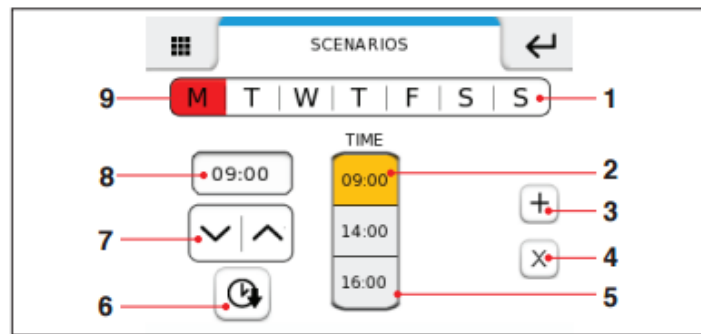 SCENARIOS
9 M T W T F S S 1
TIME
8 09:00 09:00 2
+ 3
7 14:00
X 4
6 16:00 5